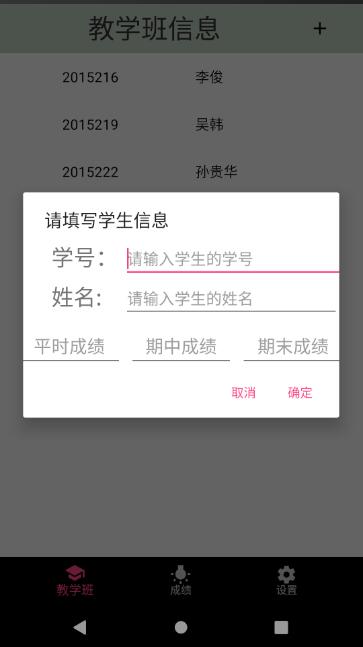 教学班信息 +
2015216 李俊
2015219 吴韩
2015222 孙贵华
请填写学生信息
学号： 请输入学生的学号
姓名: 请输入学生的姓名
平时成绩 期中成绩 期末成绩
取消 确定
教学班 成绩 设置